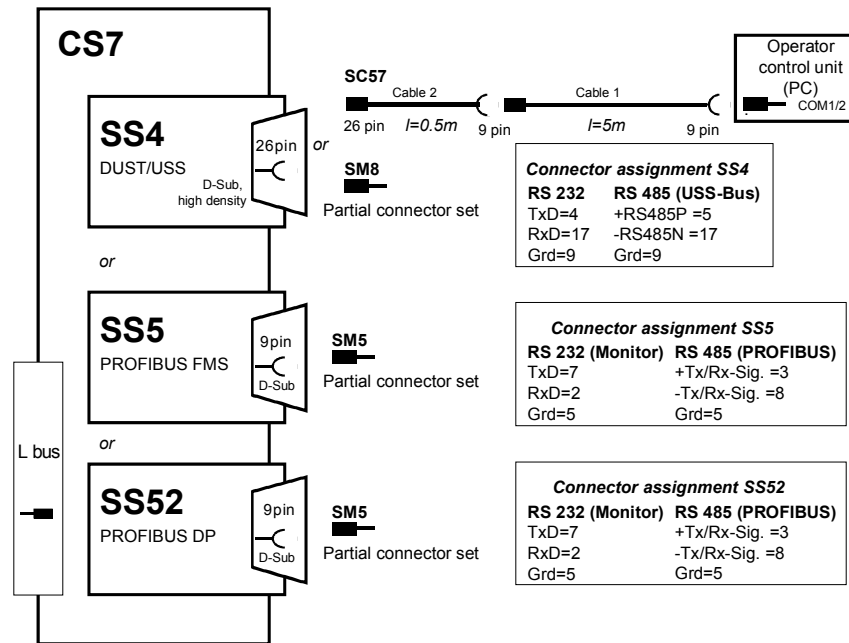 CS7
SS4
DUST/USS
26pin
D-Sub,
high density
or
SC57
Cable 2
Cable 1
26 pin
l=0.5m
9 pin
l=5m
9 pin
Operator
control unit
(PC)
COM1/2
SM8
Partial connector set
Connector assignment SS4
RS 232 RS 485 (USS-Bus)
TxD=4 +RS485P =5
RxD=17 -RS485N =17
Grd=9 Grd=9
or
SS5
PROFIBUS FMS
9pin
D-Sub
SM5
Partial connector set
Connector assignment SS5
RS 232 (Monitor) RS 485 (PROFIBUS)
TxD=7 +Tx/Rx-Sig. =3
RxD=2 -Tx/Rx-Sig. =8
Grd=5 Grd=5
or
L bus
SS52
PROFIBUS DP
9pin
D-Sub
SM5
Partial connector set
Connector assignment SS52
RS 232 (Monitor) RS 485 (PROFIBUS)
TxD=7 +Tx/Rx-Sig. =3
RxD=2 -Tx/Rx-Sig. =8
Grd=5 Grd=5